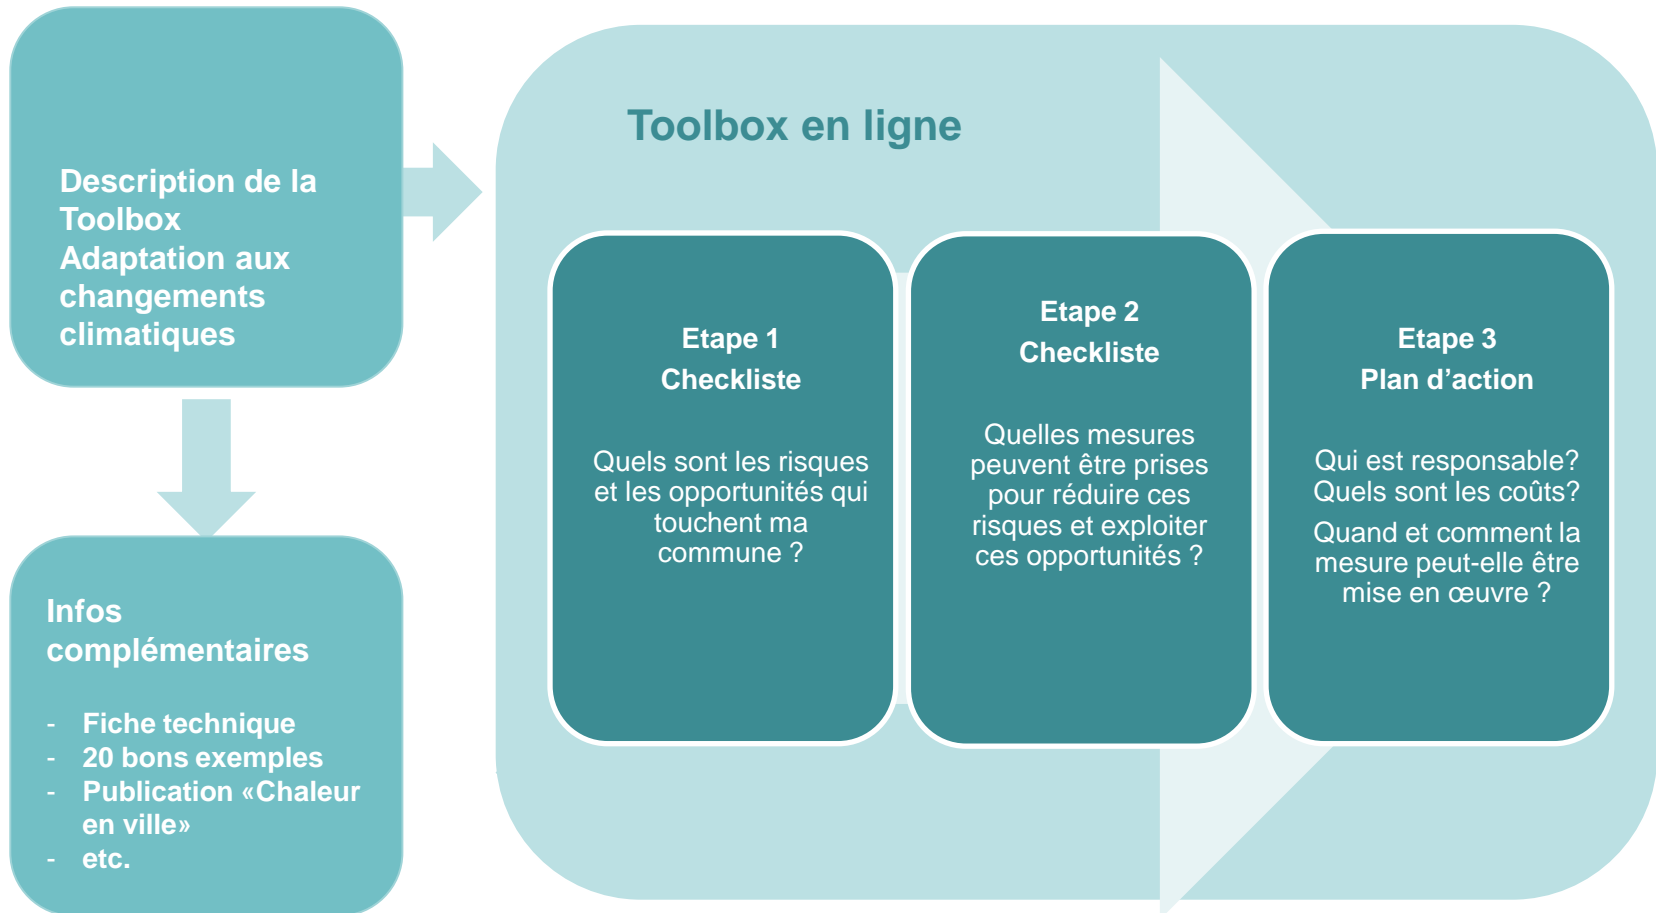 Description de la
Toolbox
Adaptation aux
changements
climatiques
Infos
complémentaires
- Fiche technique
- 20 bons exemples
- Publication «Chaleur
en ville»
- etc.
Toolbox en ligne
Etape 1
Checkliste
Quels sont les risques
et les opportunités qui
touchent ma
commune ?
Etape 2
Checkliste
Quelles mesures
peuvent être prises
pour réduire ces
risques et exploiter
ces opportunités ?
Etape 3
Plan d’action
Qui est responsable?
Quels sont les coûts?
Quand et comment la
mesure peut-elle être
mise en œuvre ?